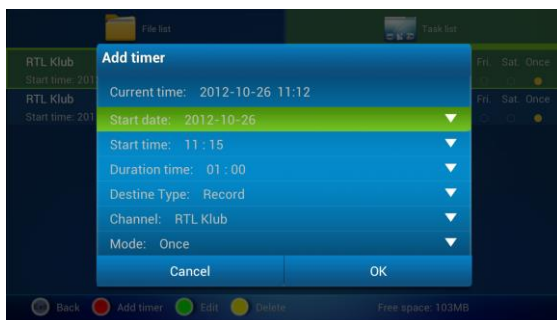 File list
Task list
RTL Klub
Fri. Sat. Once
Start time: 201
RTL Klub
Fri. Sat. Once
Start time: 201
Add timer
Current time: 2012-10-26 11:12
Start date: 2012-10-26
Start time: 11 : 15
Duration time: 01 : 00
Destine Type: Record
Channel: RTL Klub
Mode: Once
Cancel
OK
Back
Add timer
Edit
Delete
Free space: 103MB